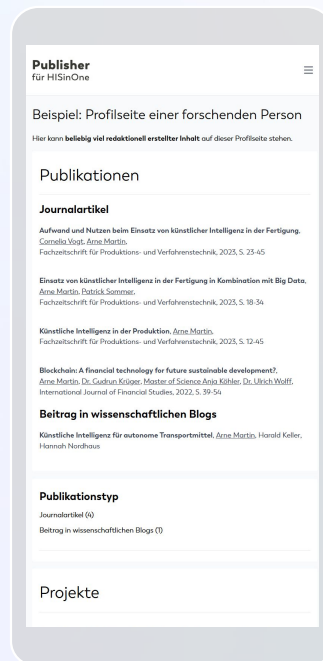 Publisher
für HISinOne
Beispiel: Profilseite einer forschenden Person
Hier kann beliebig viel redaktionell erstellter Inhalt auf dieser Profilseite stehen.
Publikationen
Journalartikel
Aufwand und Nutzen beim Einsatz von künstlicher Intelligenz in der Fertigung,
Cornelia Vogt, Arne Martin,
Fachzeitschrift für Produktions- und Verfahrenstechnik, 2023, S. 23-45
Einsatz von künstlicher Intelligenz in der Fertigung in Kombination mit Big Data,
Arne Martin, Patrick Sommer,
Fachzeitschrift für Produktions- und Verfahrenstechnik, 2023, S. 18-34
Künstliche Intelligenz in der Produktion, Arne Martin,
Fachzeitschrift für Produktions- und Verfahrenstechnik, 2023, S. 12-45
Blockchain: A financial technology for future sustainable development?,
Arne Martin, Dr. Gudrun Krüger, Master of Science Anja Köhler, Dr. Ulrich Wolff,
International Journal of Financial Studies, 2022, S. 39-54
Beitrag in wissenschaftlichen Blogs
Künstliche Intelligenz für autonome Transportmittel, Arne Martin, Harald Keller,
Hannah Nordhaus
Publikationstyp
Journalartikel (4)
Beitrag in wissenschaftlichen Blogs (1)
Projekte